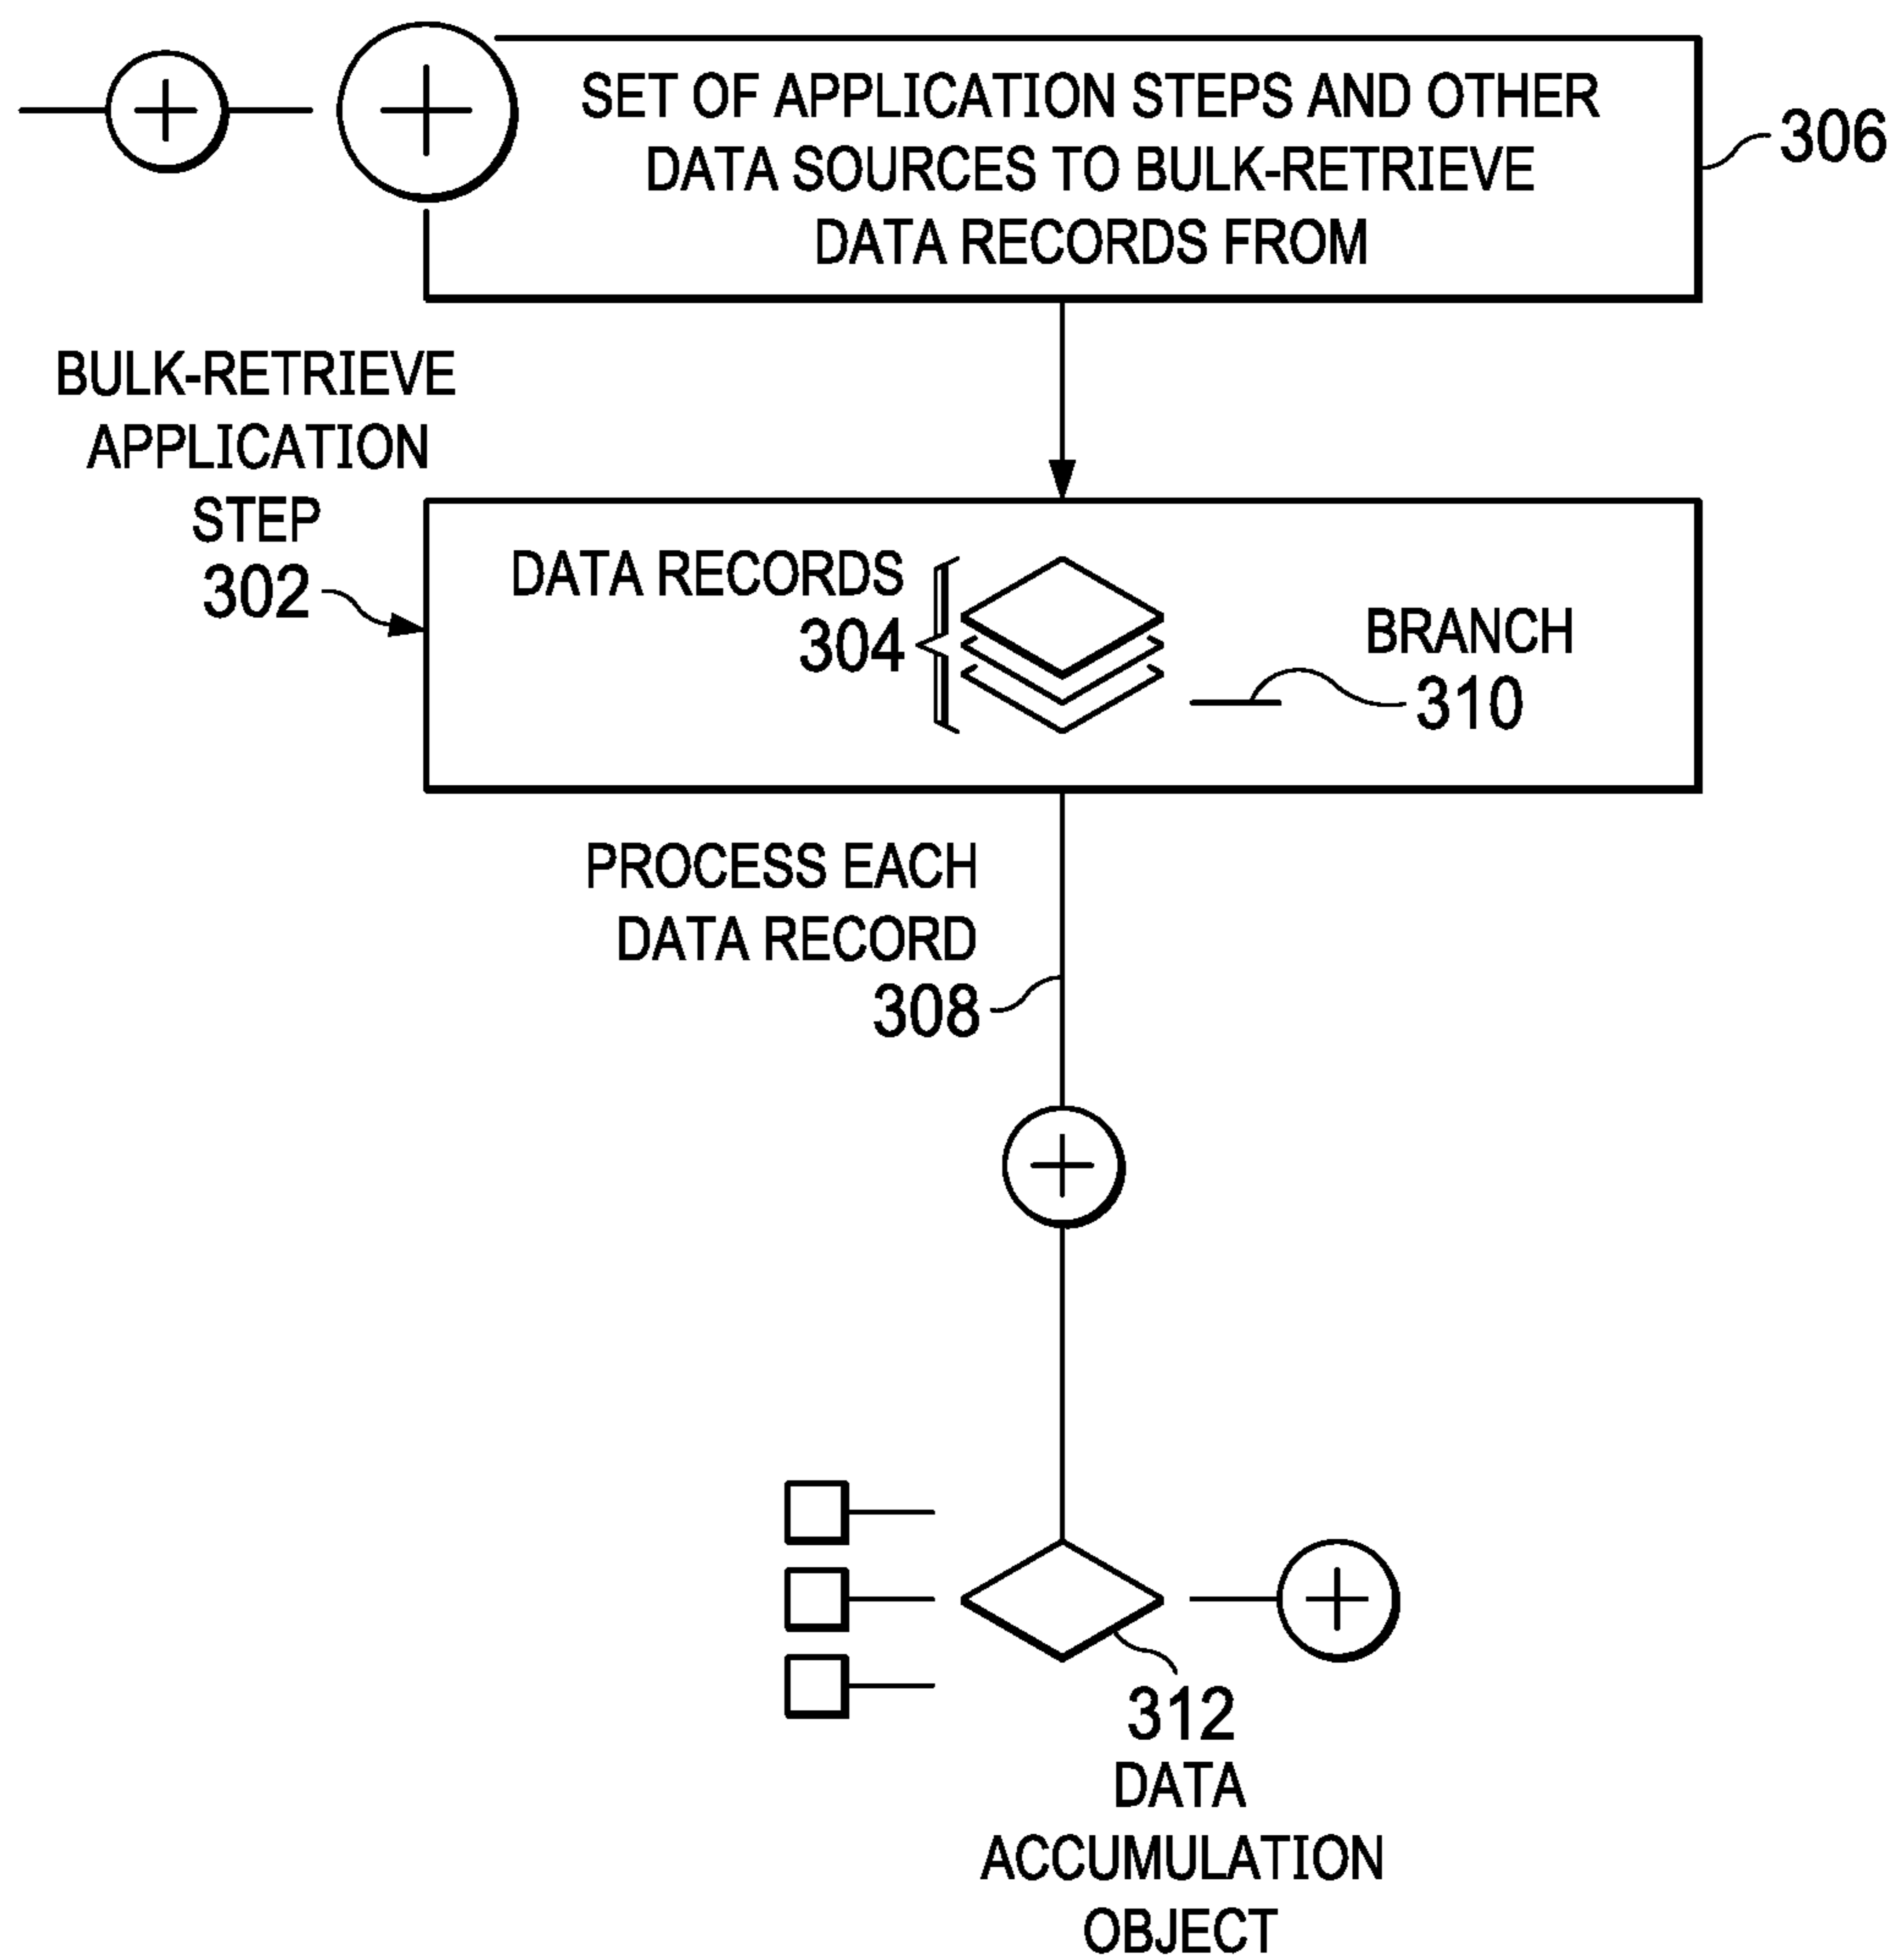 SET OF APPLICATION STEPS AND OTHER
DATA SOURCES TO BULK-RETRIEVE
DATA RECORDS FROM
306
BULK-RETRIEVE
APPLICATION
STEP
302
DATA RECORDS
304
BRANCH
310
PROCESS EACH
DATA RECORD
308
312
DATA
ACCUMULATION
OBJECT